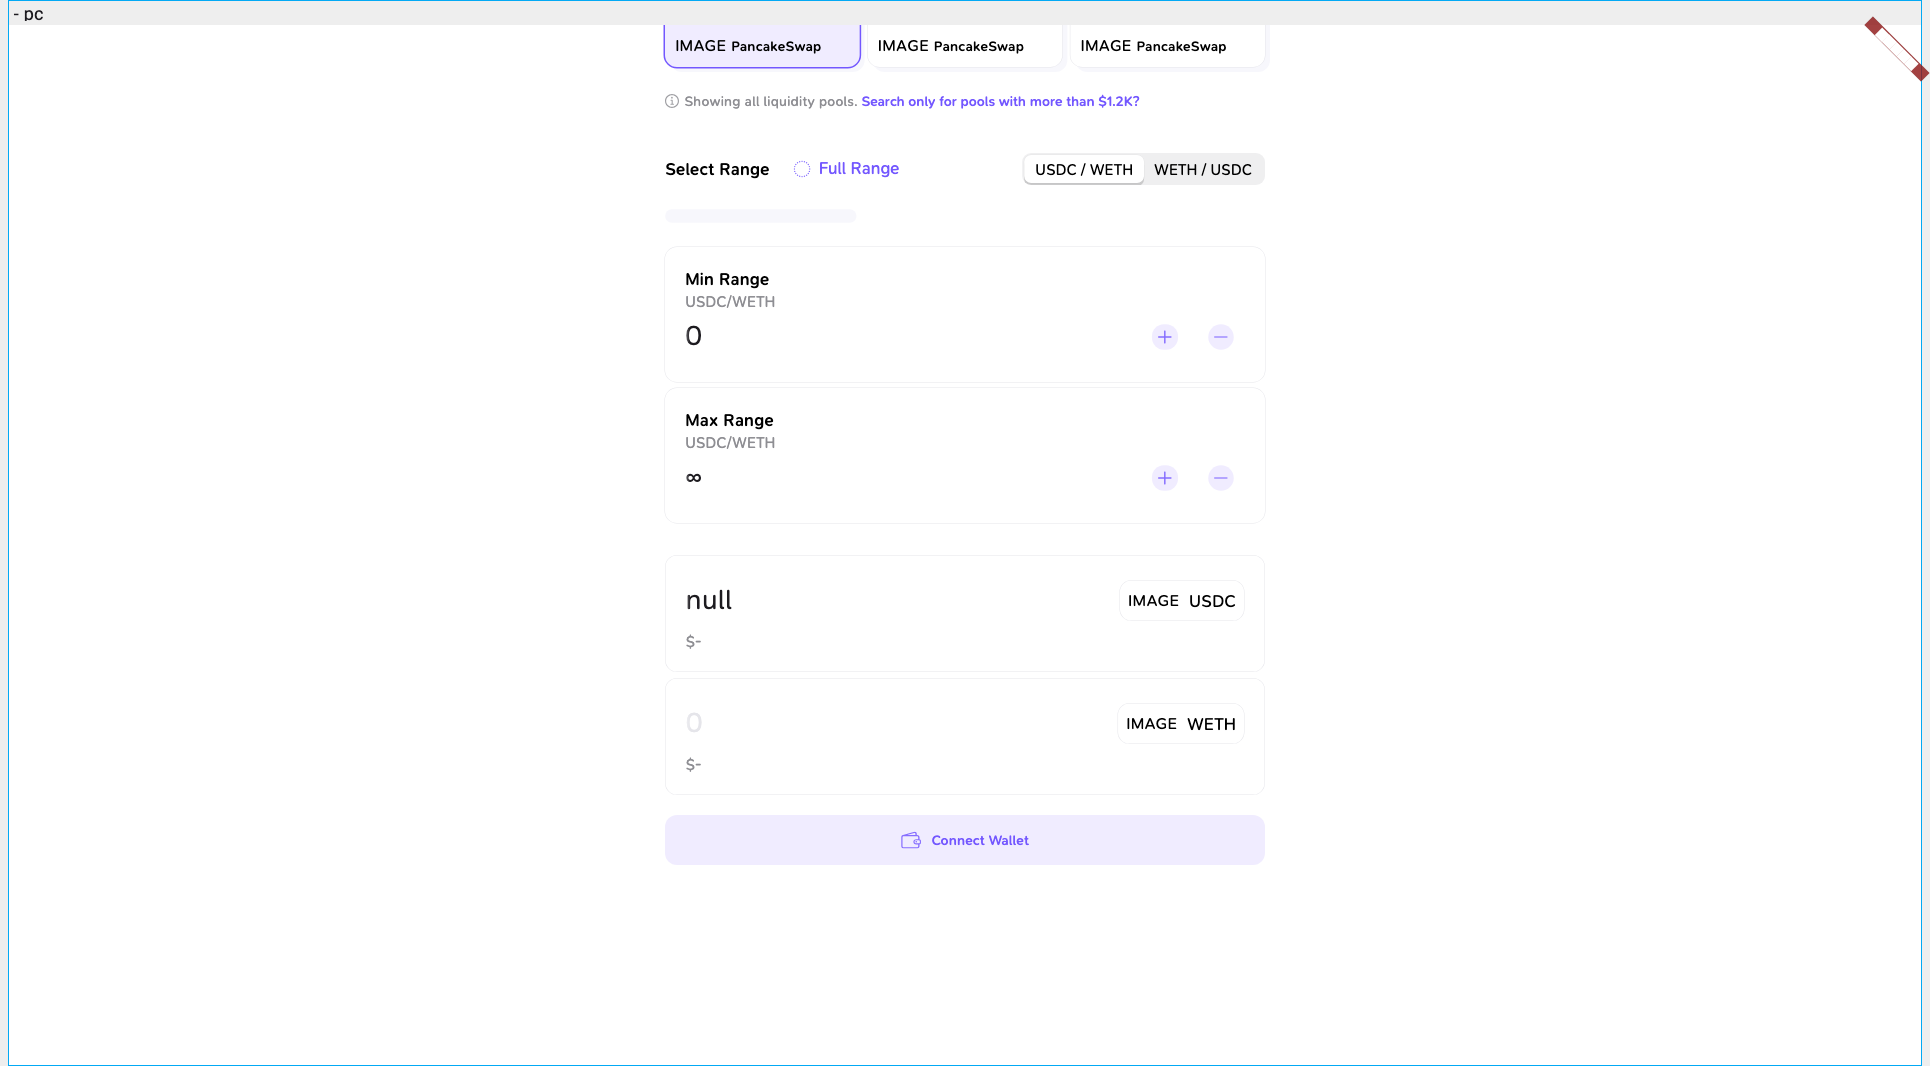 - pc
IMAGE PancakeSwap IMAGE PancakeSwap IMAGE PancakeSwap
Showing all liquidity pools. Search only for pools with more than $1.2K?
Select Range Full Range USDC / WETH WETH / USDC
Min Range
USDC/WETH
0
Max Range
USDC/WETH
∞
null IMAGE USDC
$-
0 IMAGE WETH
$-
Connect Wallet